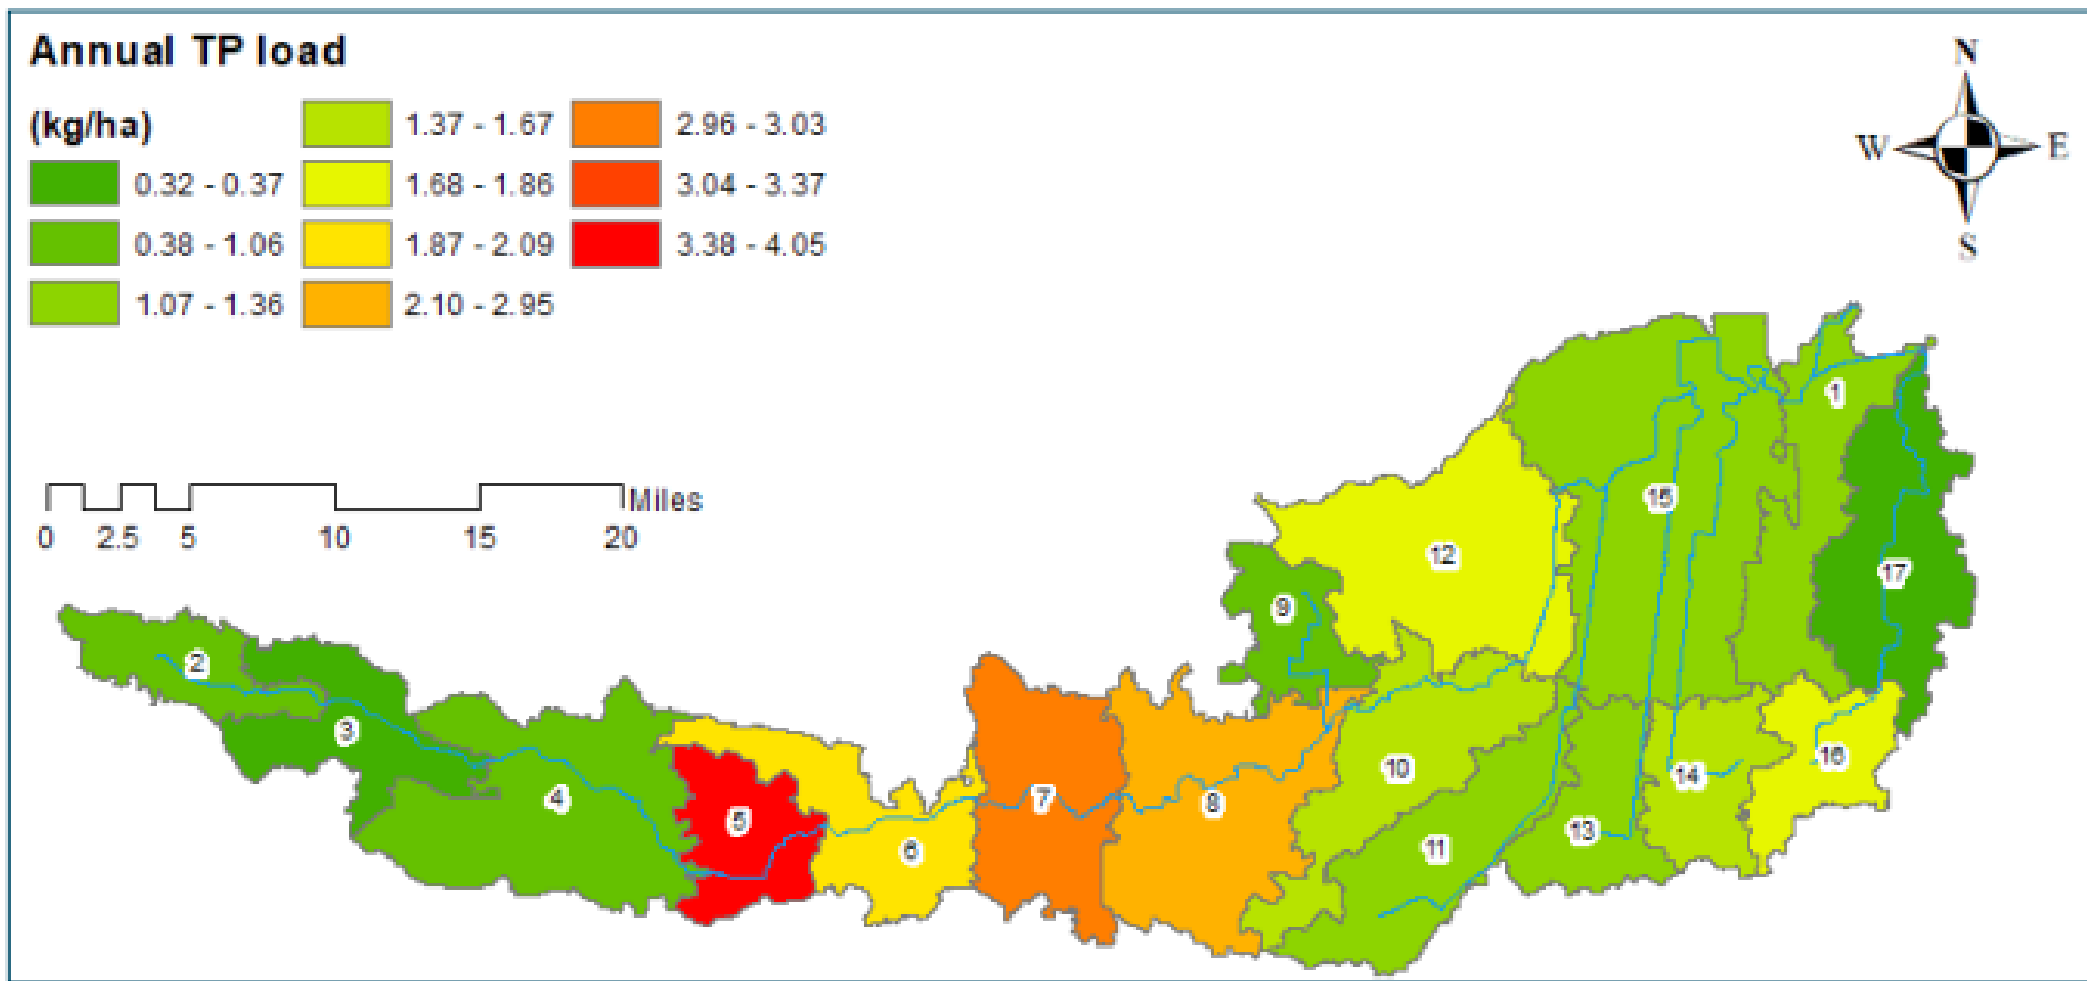 Annual TP load
(kg/ha)
0.32 - 0.37
0.38 - 1.06
1.07 - 1.36
1.37 - 1.67
1.68 - 1.86
1.87 - 2.09
2.10 - 2.95
2.96 - 3.03
3.04 - 3.37
3.38 - 4.05
N
W E
S
Miles
0 2.5 5 10 15 20
1
15
12
17
9
2
3
16
10
14
4
7
8
5
13
11
6